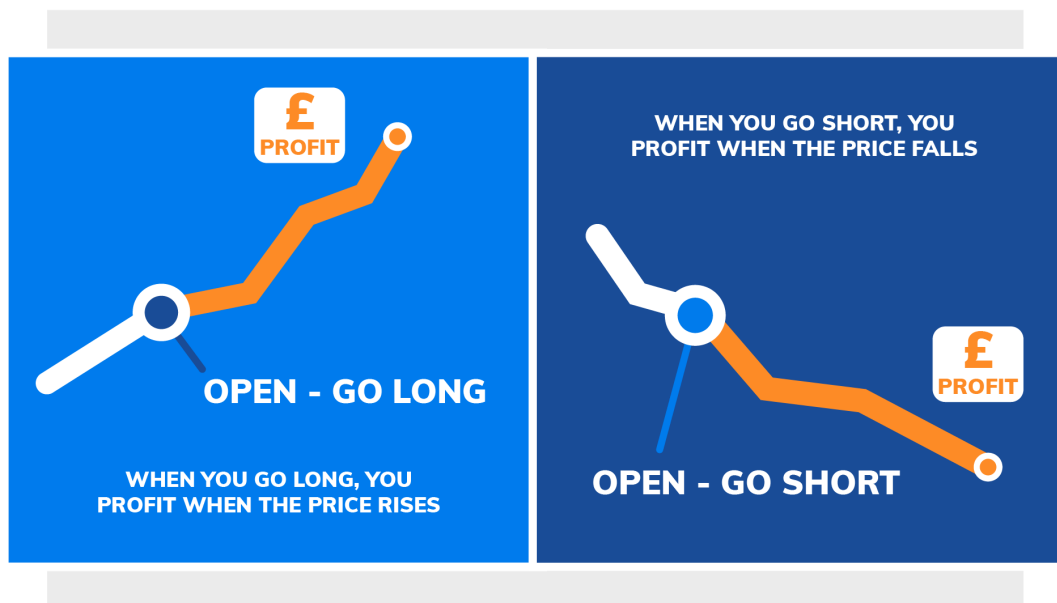 £
PROFIT
OPEN - GO LONG
WHEN YOU GO LONG, YOU
PROFIT WHEN THE PRICE RISES
WHEN YOU GO SHORT, YOU
PROFIT WHEN THE PRICE FALLS
£
PROFIT
OPEN - GO SHORT